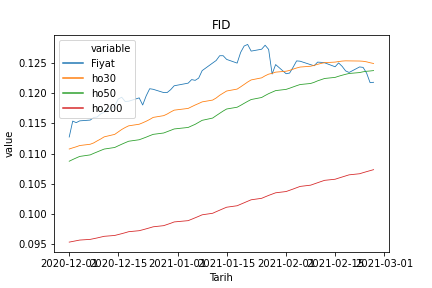 FID
variable
Fiyat
ho30
ho50
ho200
value
0.125
0.120
0.115
0.110
0.105
0.100
0.095
2020-12-01
2020-12-15
2021-01-01
2021-01-15
2021-02-01
2021-02-15
2021-03-01
Tarih